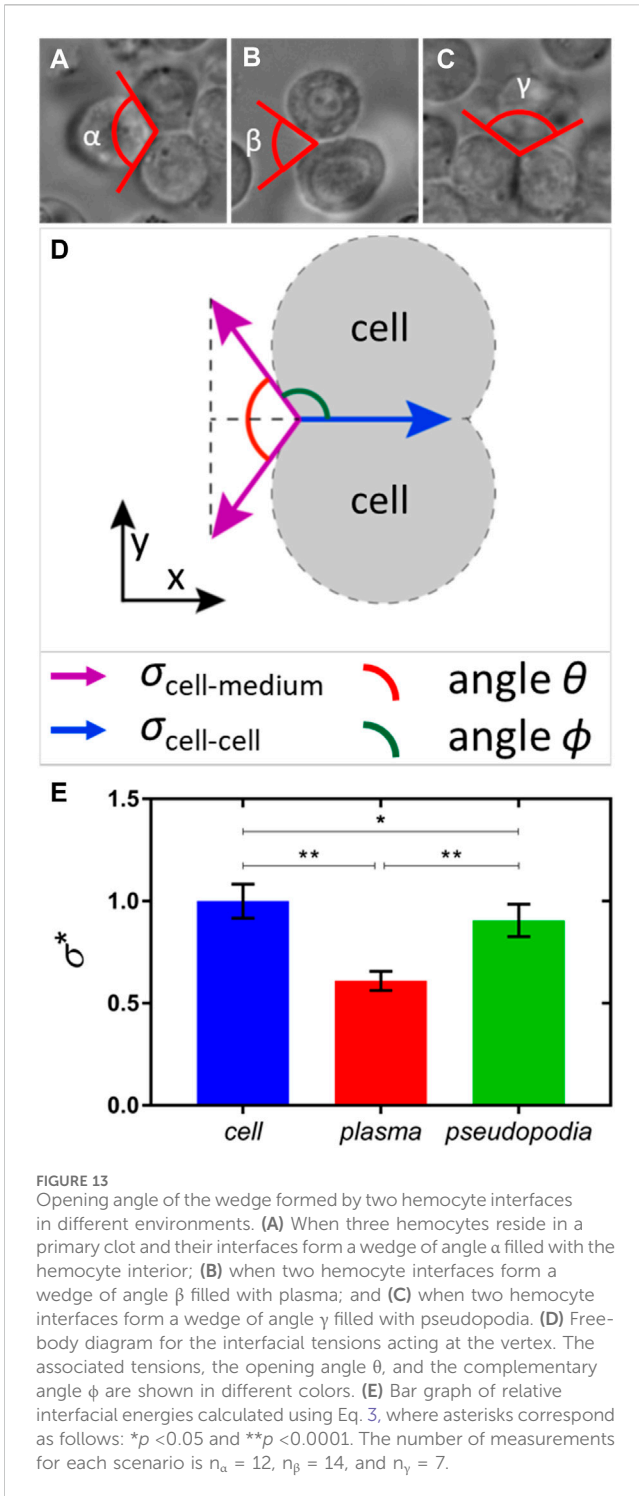 A
B
C
α
β
γ
D
cell
cell
y
x
σcell-medium
angle θ
σcell-cell
angle ϕ
E
1.5
*
**
**
1.0
σ*
0.5
0.0
cell
plasma
pseudopodia
FIGURE 13
Opening angle of the wedge formed by two hemocyte interfaces
in different environments. (A) When three hemocytes reside in a
primary clot and their interfaces form a wedge of angle α filled with the
hemocyte interior; (B) when two hemocyte interfaces form a
wedge of angle β filled with plasma; and (C) when two hemocyte
interfaces form a wedge of angle γ filled with pseudopodia. (D) Free-
body diagram for the interfacial tensions acting at the vertex. The
associated tensions, the opening angle θ, and the complementary
angle ϕ are shown in different colors. (E) Bar graph of relative
interfacial energies calculated using Eq. 3, where asterisks correspond
as follows: *p <0.05 and **p <0.0001. The number of measurements
for each scenario is nα = 12, nβ = 14, and nγ = 7.